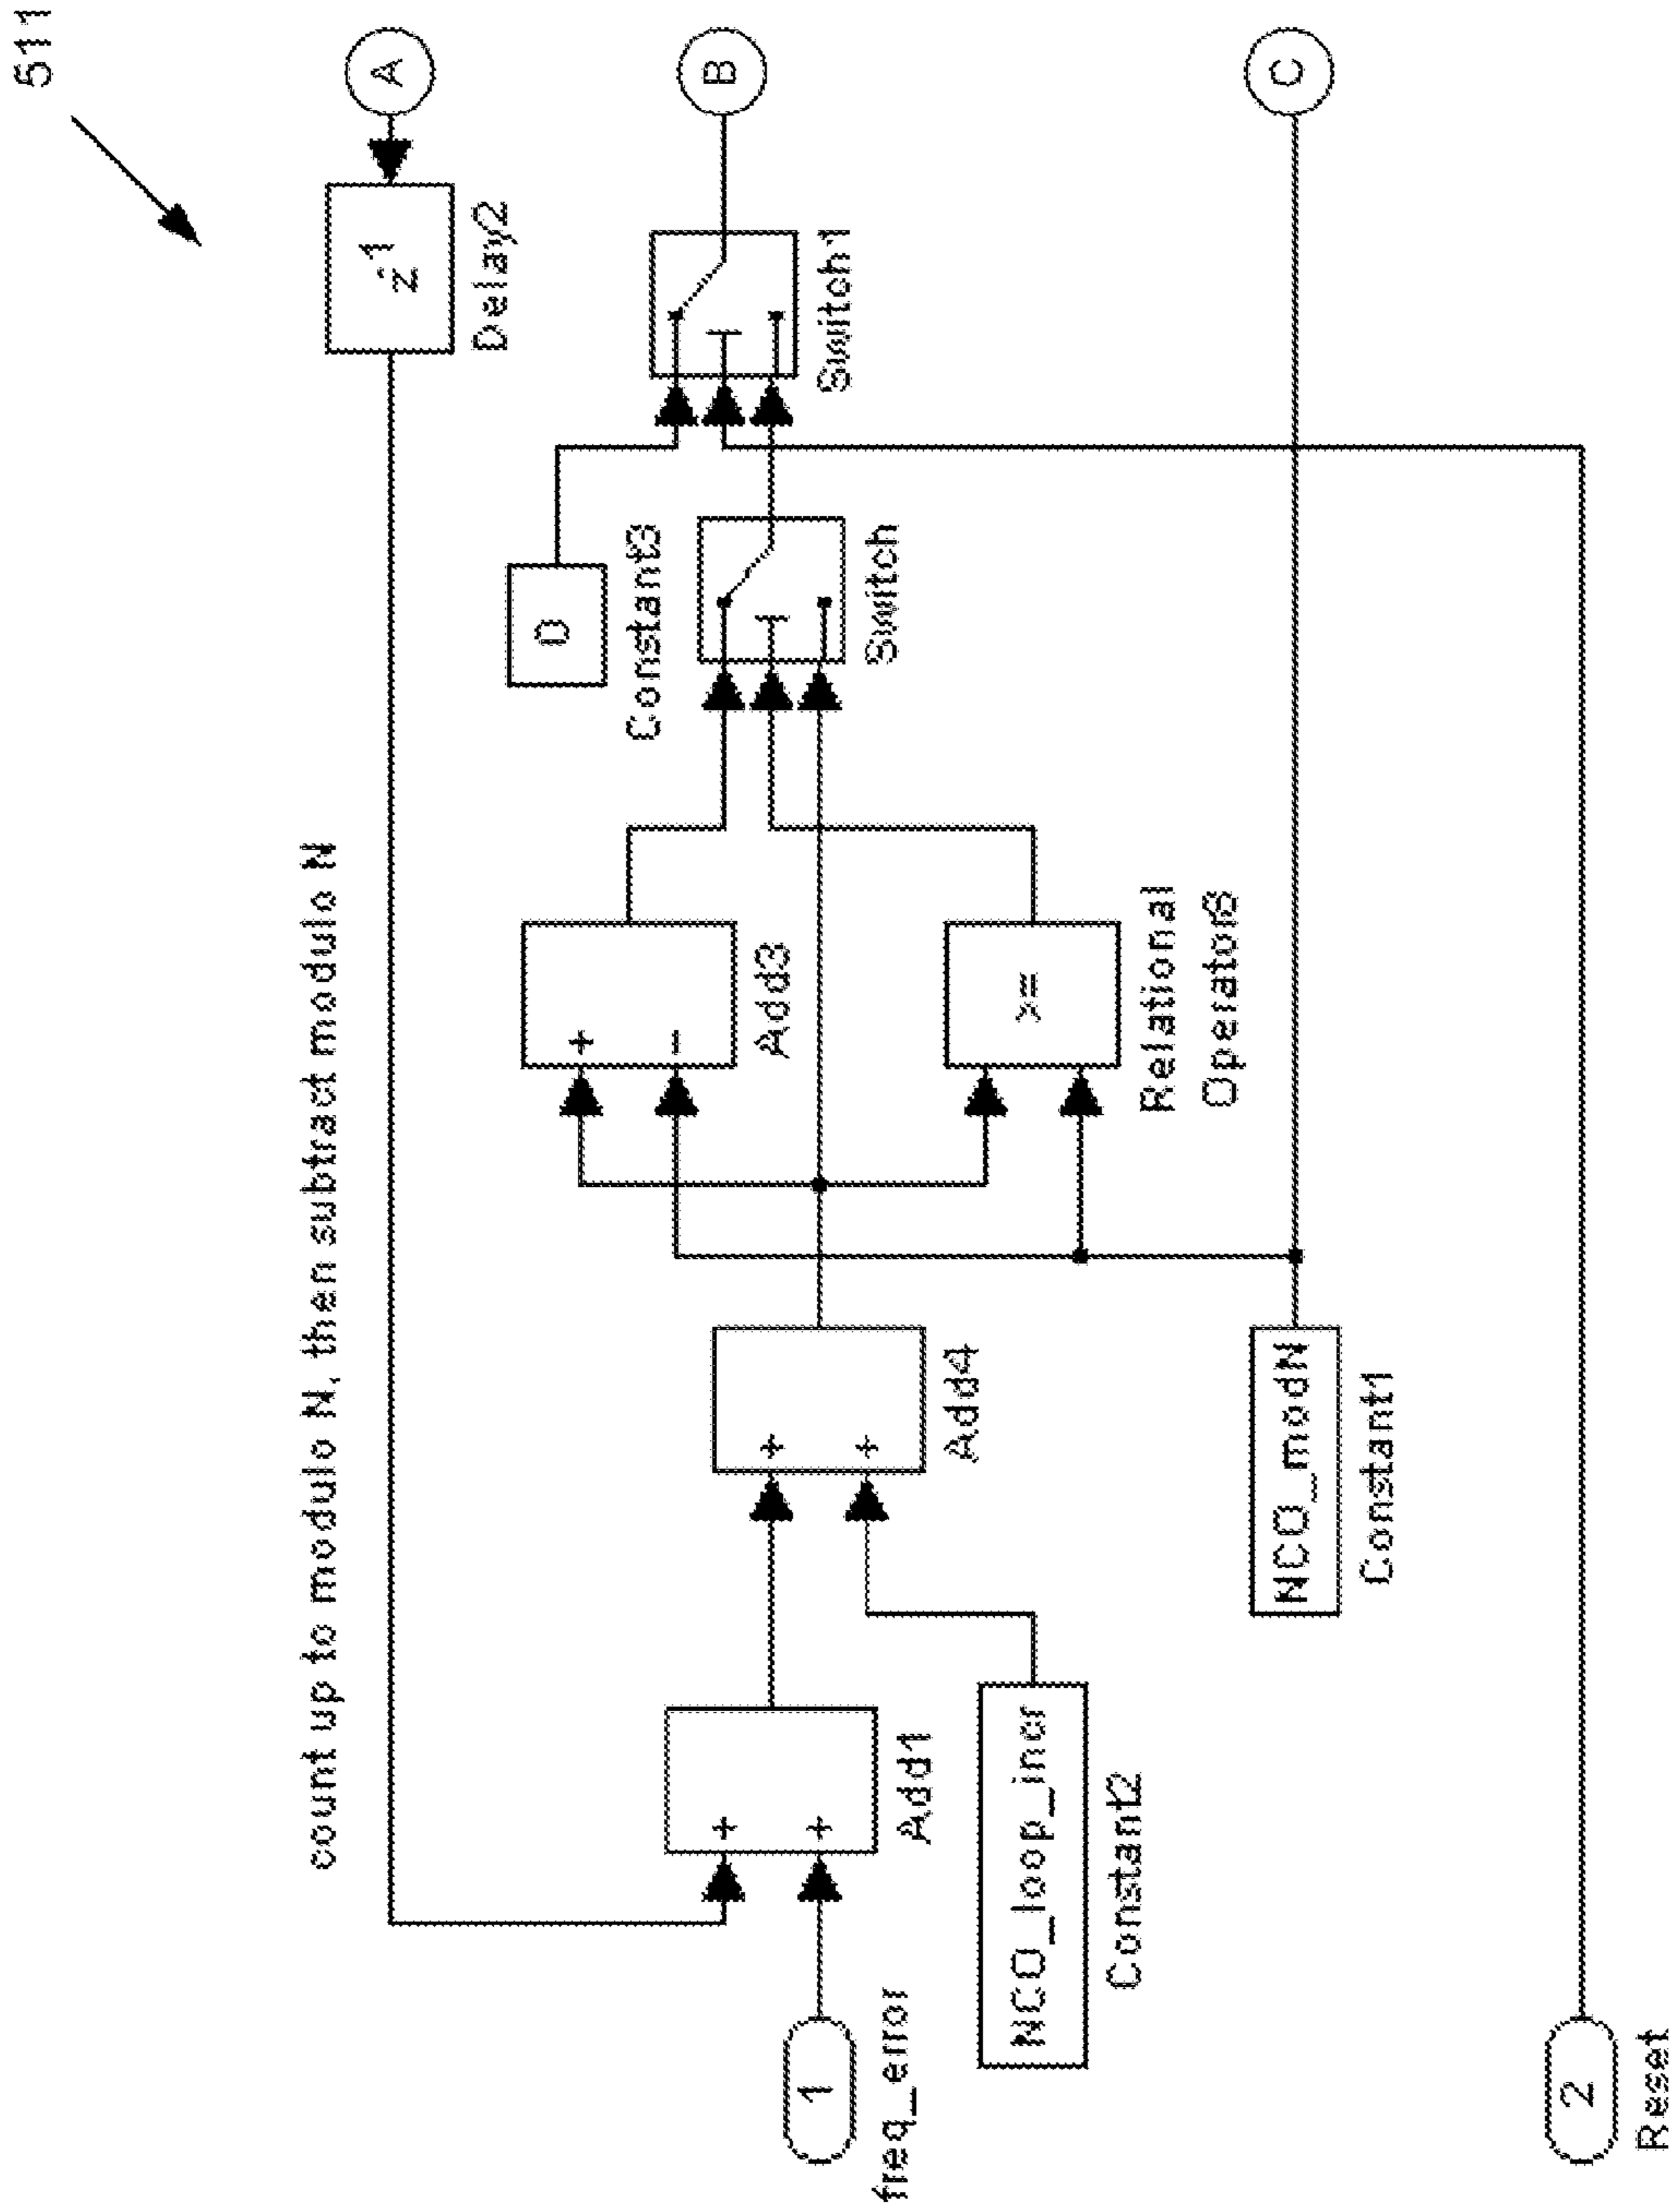 511
count up to modulo N, then subtract modulo N
A
z-1
Delay2
0
Constant3
B
Switch1
Switch
+
-
Add3
>=
Relational
Operator6
+
+
Add4
+
+
Add1
1
freq_error
NCO_loop_incr
Constant2
NCO_modN
Constant1
C
2
Reset